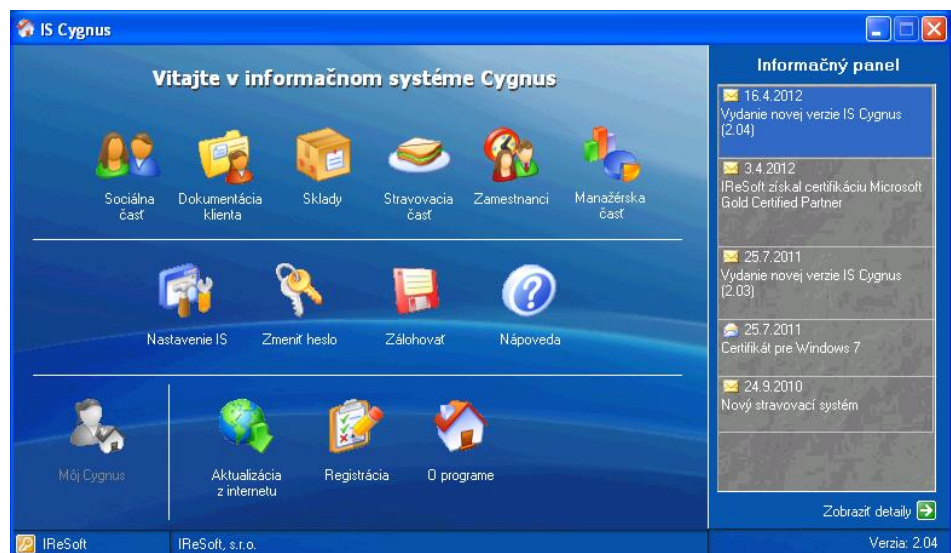 IS Cygnus
Vitajte v informačnom systéme Cygnus
Sociálna
časť
Dokumentácia
klienta
Sklady
Stravovacia
časť
Zamestnanci
Manažérska
časť
Nastavenie IS
Zmeniť heslo
Zálohovať
Nápoveda
Môj Cygnus
Aktualizácia
z internetu
Registrácia
O programe
Informačný panel
16.4.2012
Vydanie novej verzie IS Cygnus
(2.04)
3.4.2012
IReSoft získal certifikáciu Microsoft
Gold Certified Partner
25.7.2011
Vydanie novej verzie IS Cygnus
(2.03)
25.7.2011
Certifikát pre Windows 7
24.9.2010
Nový stravovací systém
Zobraziť detaily
IReSoft
IReSoft, s.r.o.
Verzia: 2.04